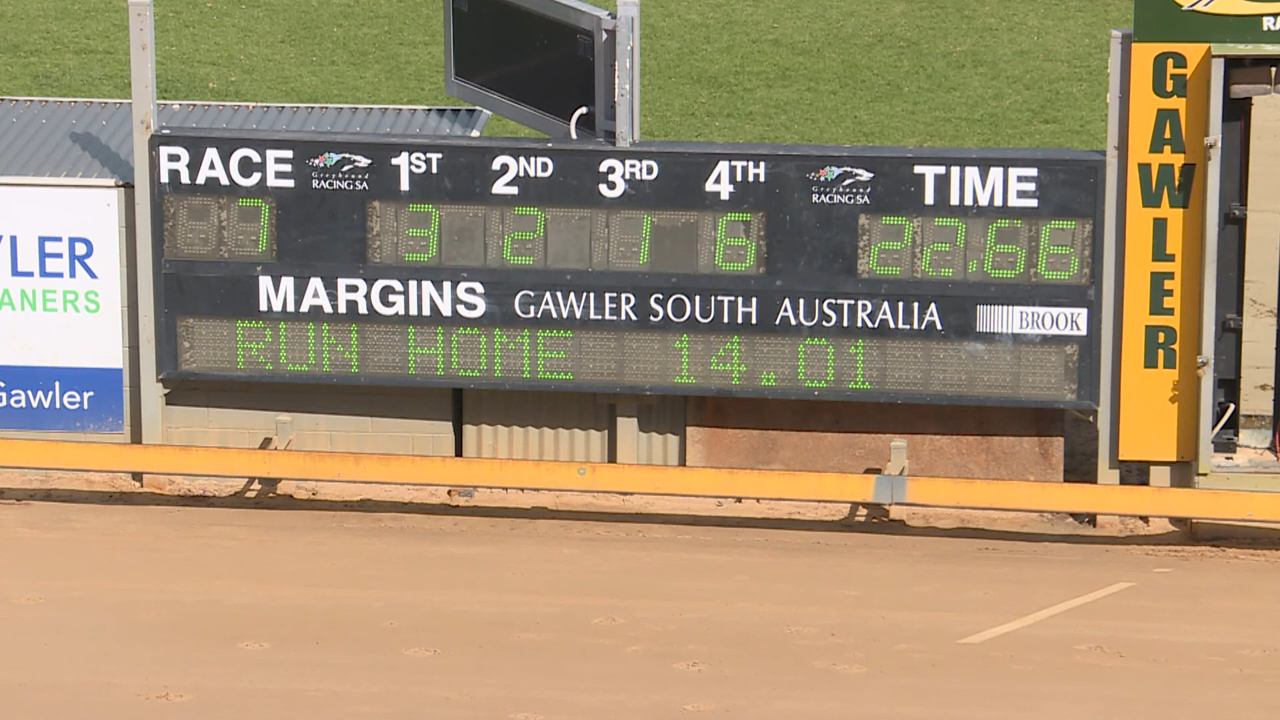 RA
GAWLER
RACE Greyhound RACING SA 1ST 2ND 3RD 4TH Greyhound RACING SA TIME
7 3 2 1 6 22.66
MARGINS GAWLER SOUTH AUSTRALIA BROOK
RUN HOME 14.01
LER
ANERS
Gawler